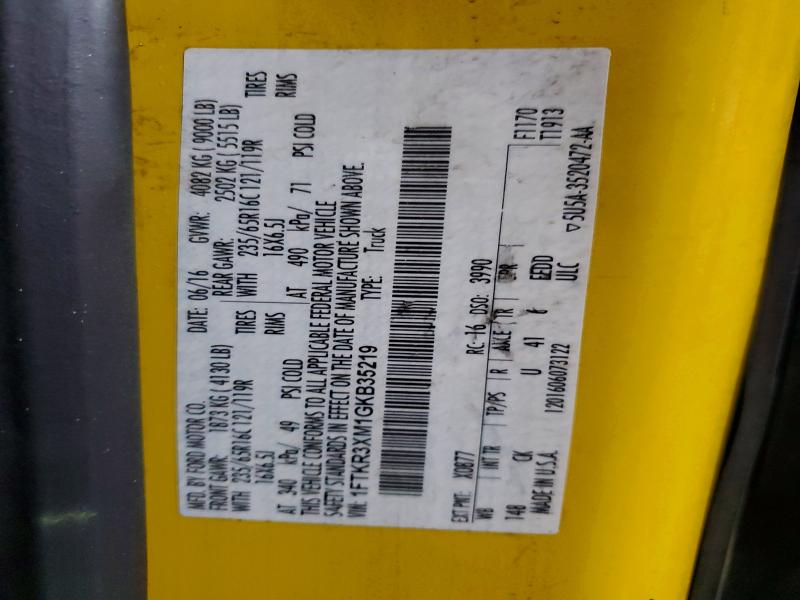 MFD. BY FORD MOTOR CO. DATE: 06/16 GVWR: 4082 KG ( 9000 LB)
FRONT GAWR: 1873 KG ( 4130 LB) REAR GAWR: 2502 KG ( 5515 LB)
WITH 235/65R16C 121/119R TIRES WITH 235/65R16C 121/119R TIRES
16X6.5J RIMS 16X6.5J RIMS
AT 340 kPa/ 49 PSI COLD AT 490 kPa/ 71 PSI COLD
THIS VEHICLE CONFORMS TO ALL APPLICABLE FEDERAL MOTOR VEHICLE
SAFETY STANDARDS IN EFFECT ON THE DATE OF MANUFACTURE SHOWN ABOVE.
VIN: 1FTKR3XM1GKB35219 TYPE: Truck
EXT PNT: X0877 RC-16 DSO: 3990
WB INT TR TP/PS R AXLE TR SPR F1170
148 CK U 41 6 EEDD T1913
MADE IN U.S.A. 1201606073122 ULC
▽ 5U5A-3520472-AA